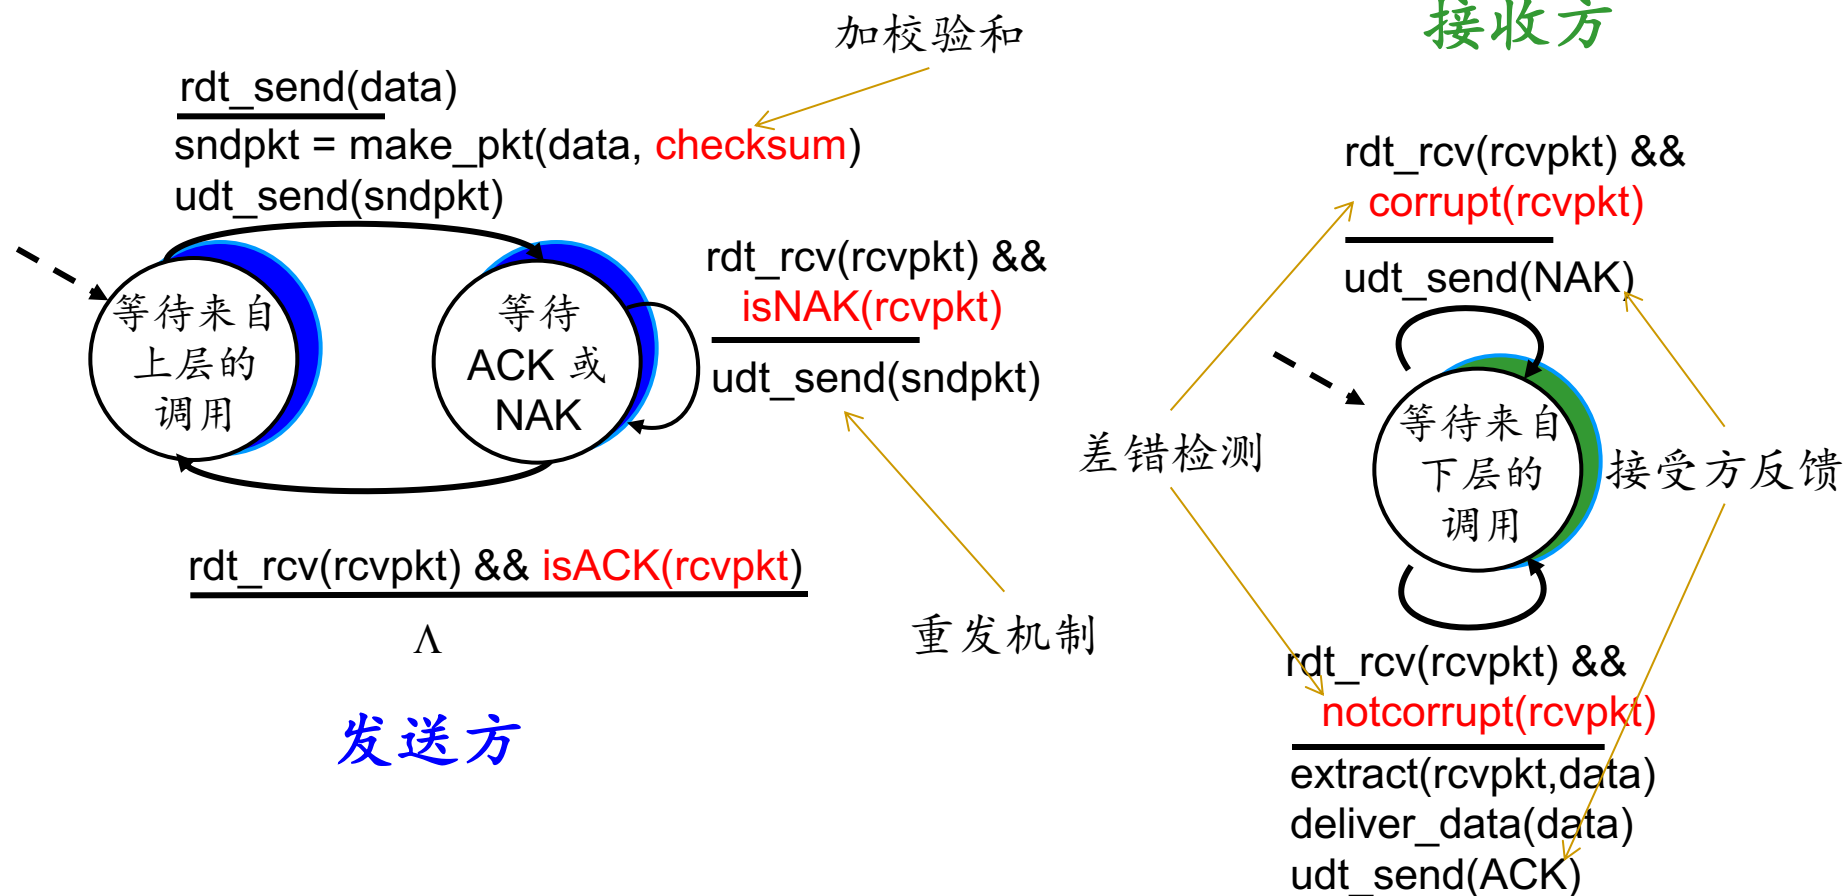 加校验和
接收方
rdt_send(data)
sndpkt = make_pkt(data, checksum)
udt_send(sndpkt)
等待来自
上层的
调用
等待
ACK 或
NAK
rdt_rcv(rcvpkt) &&
isNAK(rcvpkt)
udt_send(sndpkt)
rdt_rcv(rcvpkt) && isACK(rcvpkt)
Λ
重发机制
发送方
rdt_rcv(rcvpkt) &&
corrupt(rcvpkt)
udt_send(NAK)
差错检测
等待来自
下层的
调用
接受方反馈
rdt_rcv(rcvpkt) &&
notcorrupt(rcvpkt)
extract(rcvpkt,data)
deliver_data(data)
udt_send(ACK)